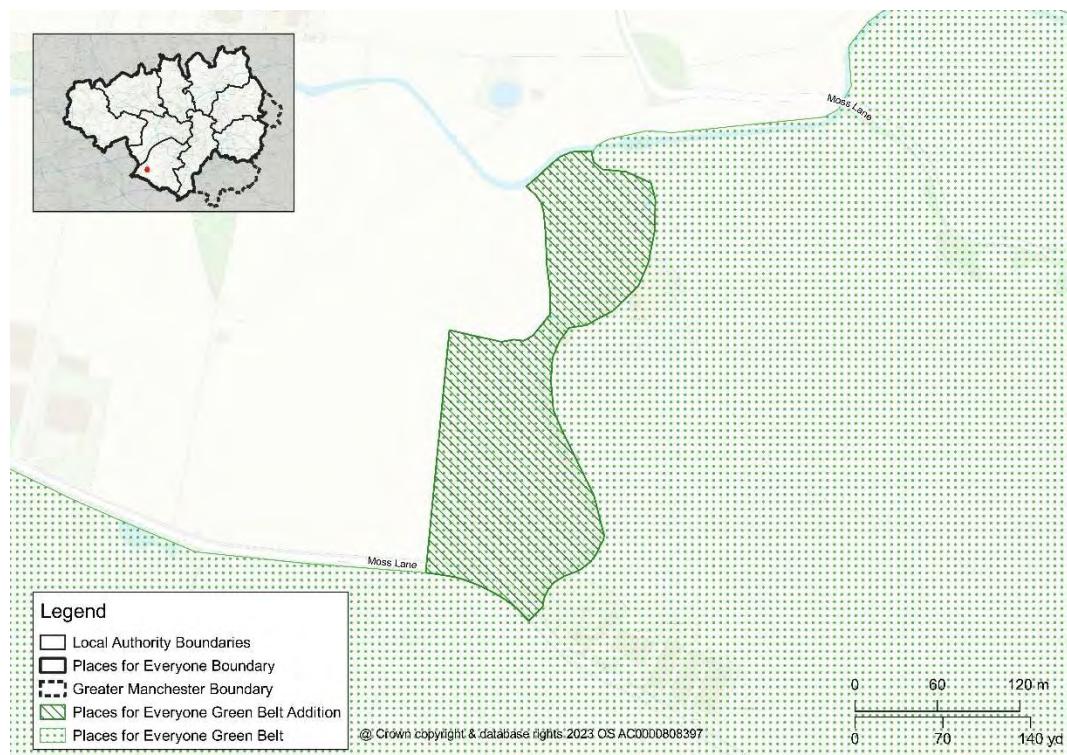 Moss Lane
Moss Lane
Legend
Local Authority Boundaries
Places for Everyone Boundary
Greater Manchester Boundary
Places for Everyone Green Belt Addition
Places for Everyone Green Belt
@ Crown copyright & database rights 2023 OS AC0000808397
0 60 120 m
0 70 140 yd